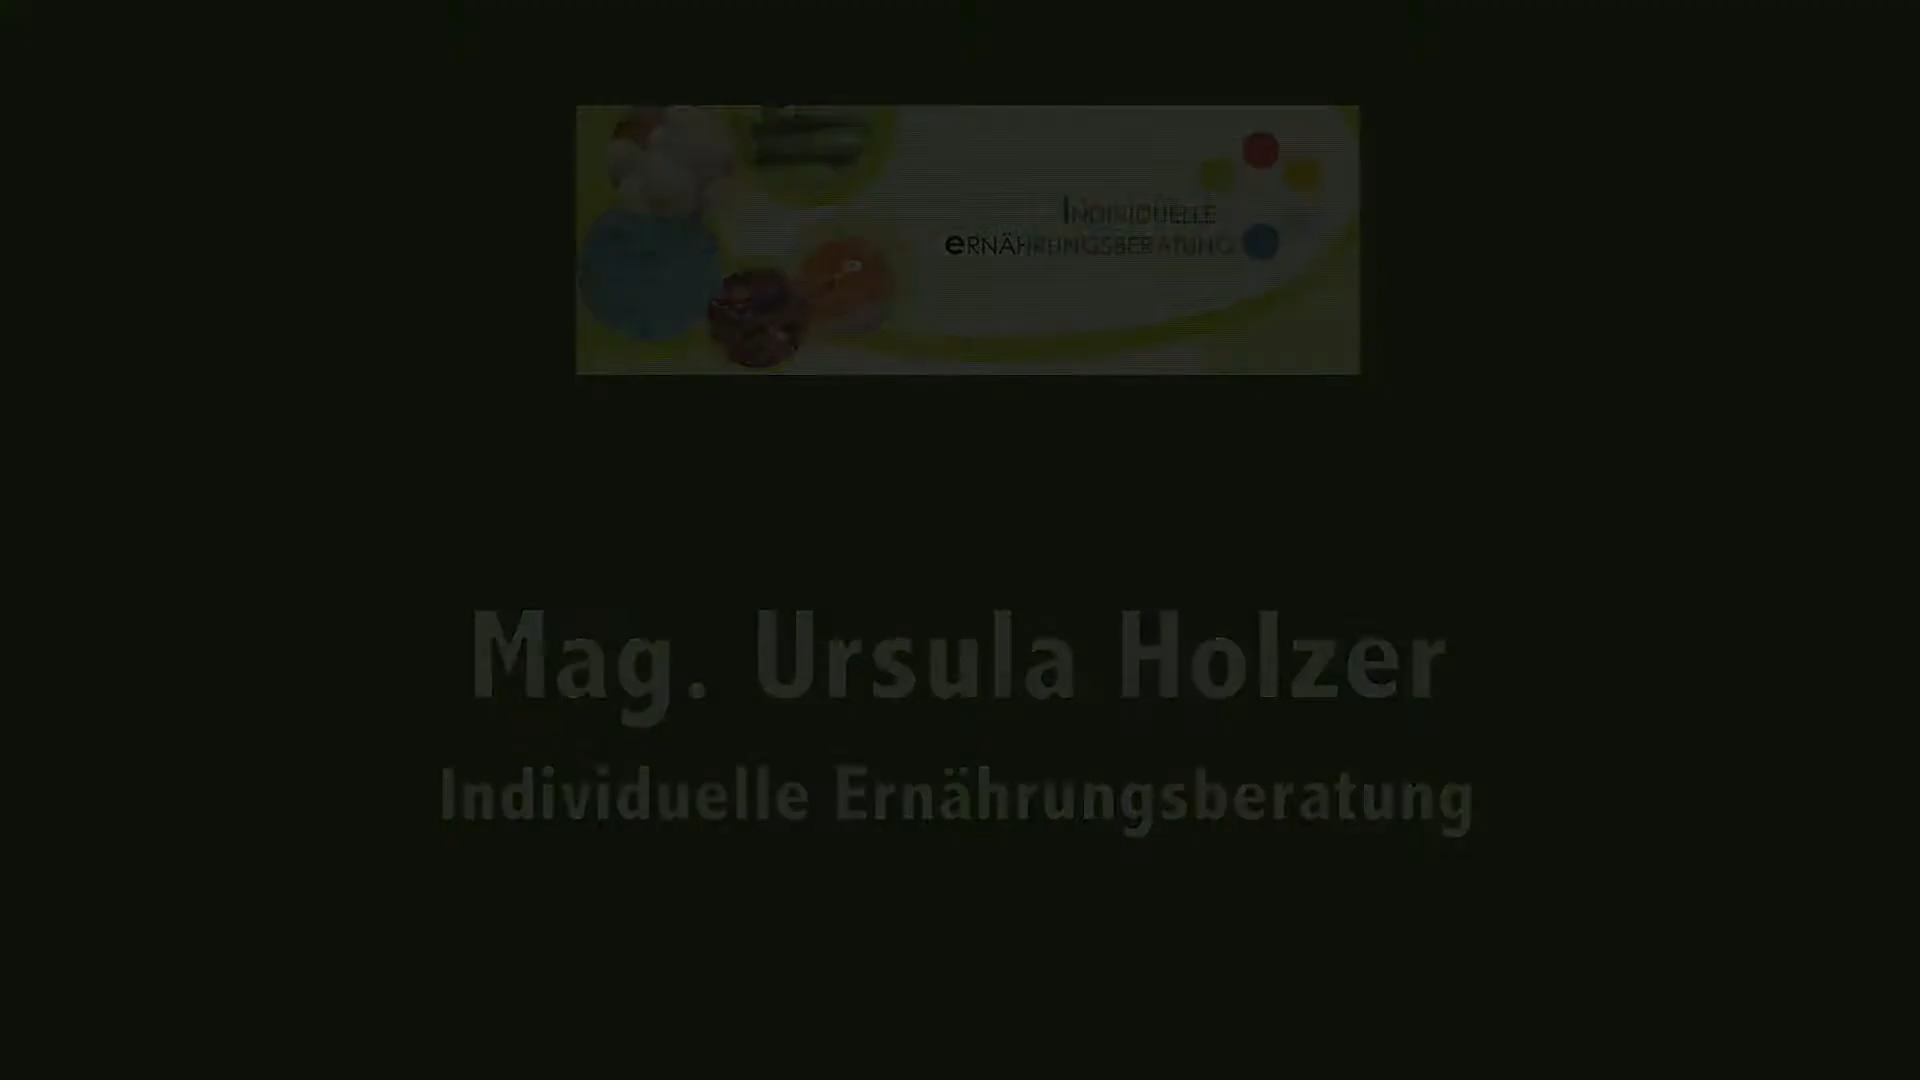 INDIVIDUELLE
eRNÄHRUNGSBERATUNG
Mag. Ursula Holzer
Individuelle Ernährungsberatung